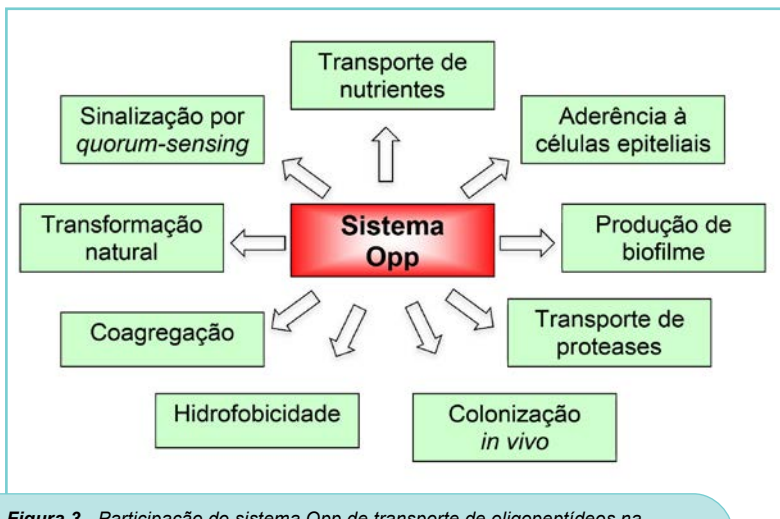 Transporte de
nutrientes
Sinalização por
quorum-sensing
Aderência à
células epiteliais
Transformação
natural
Sistema
Opp
Produção de
biofilme
Coagregação
Transporte de
proteases
Hidrofobicidade
Colonização
in vivo
Figura 3. Participação do sistema Opp de transporte de oligopeptídeos na